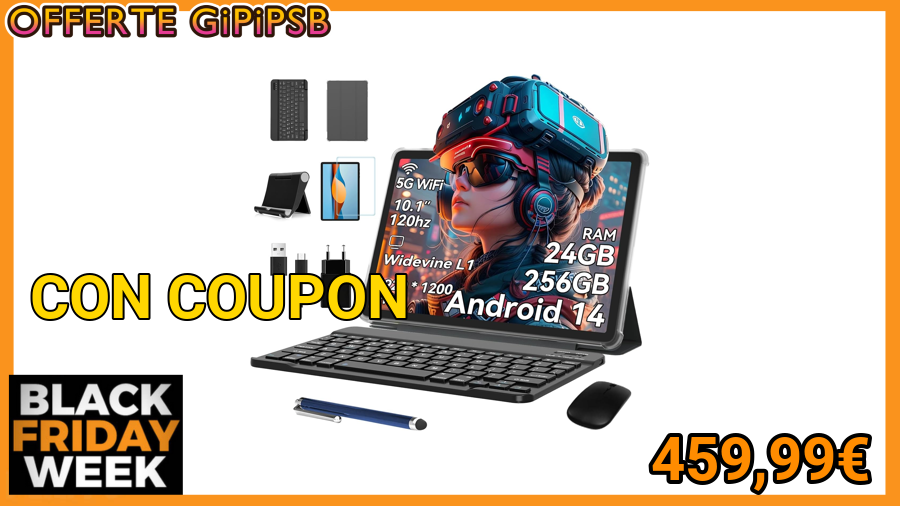 OFFERTE GiPiPSB
5G WiFi
10.1"
120hz
Widevine L1
* 1200
RAM
24GB
256GB
Android 14
CON COUPON
BLACK
FRIDAY
WEEK
459,99€